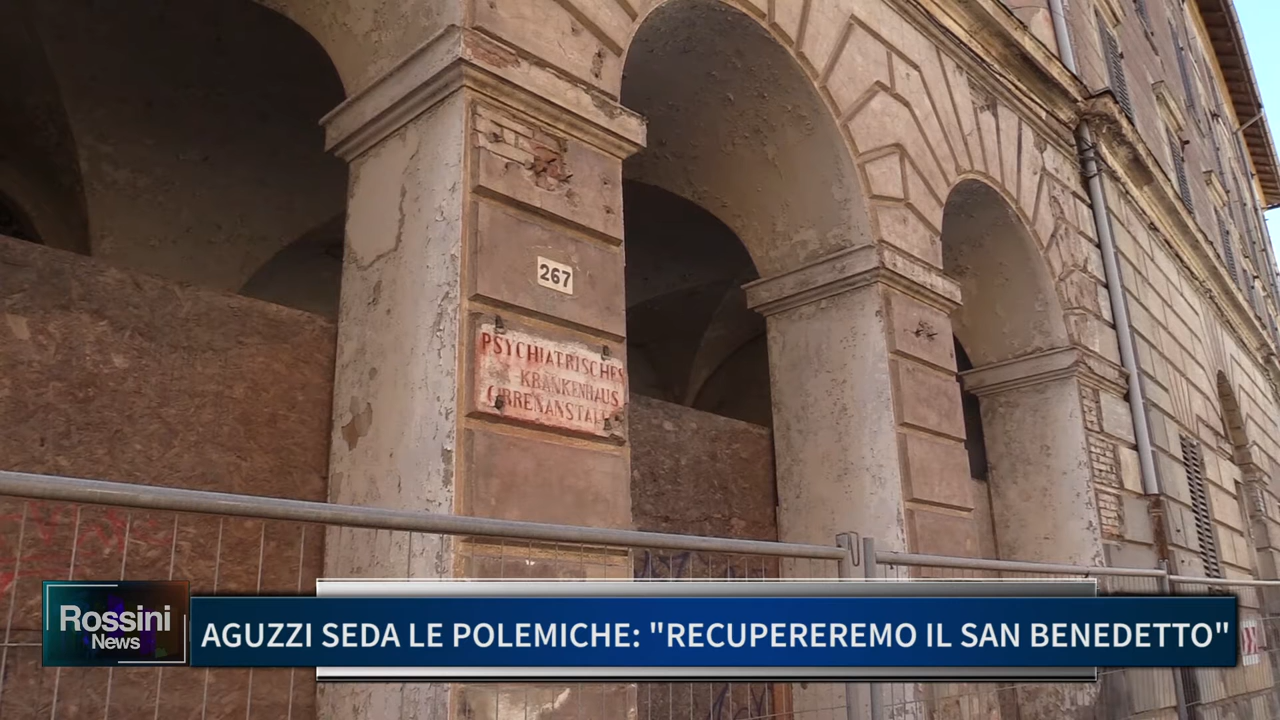 267
PSYCHIATRISCHES
KRANKENHAUS
(IRRENANSTALT
Rossini
News
AGUZZI SEDA LE POLEMICHE: "RECUPEREREMO IL SAN BENEDETTO"